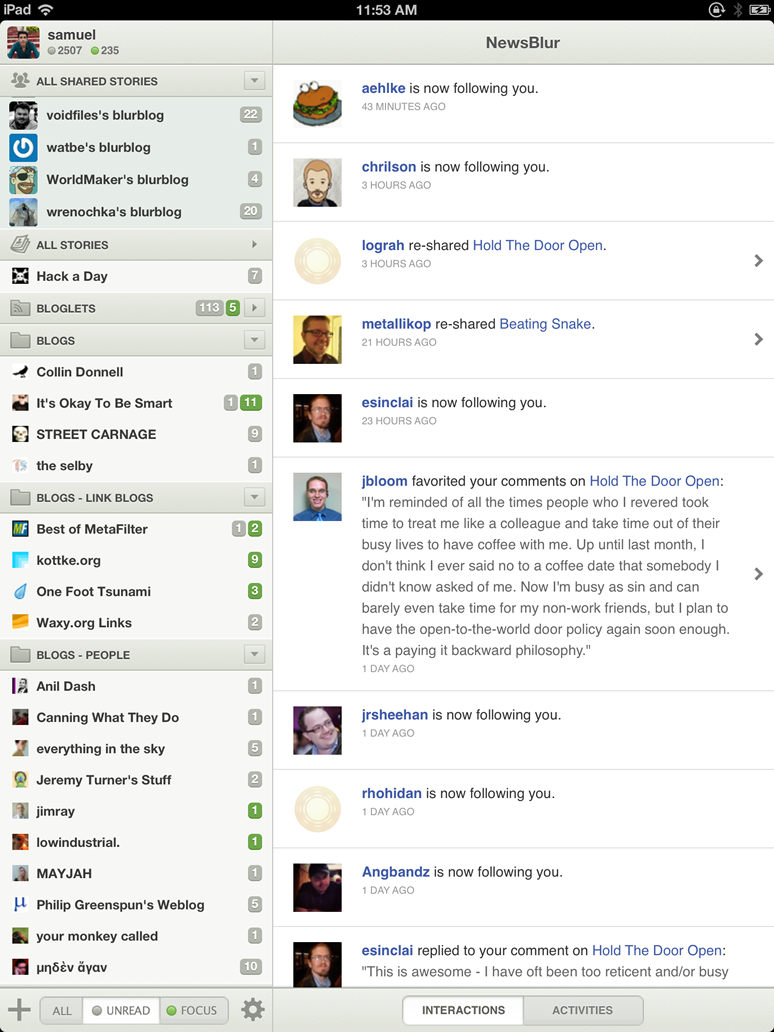 iPad
11:53 AM
samuel
2507 235
ALL SHARED STORIES
voidfiles's blurblog 22
watbe's blurblog 1
WorldMaker's blurblog 4
wrenochka's blurblog 20
ALL STORIES
Hack a Day 7
BLOGLETS 113 5
BLOGS
Collin Donnell 1
It's Okay To Be Smart 1 11
STREET CARNAGE 9
the selby 1
BLOGS - LINK BLOGS
MF Best of MetaFilter 1 2
kottke.org 9
One Foot Tsunami 3
Waxy.org Links 2
BLOGS - PEOPLE
Anil Dash 1
Canning What They Do 1
everything in the sky 5
Jeremy Turner's Stuff 2
jimray 1
lowindustrial. 1
MAYJAH 1
μ Philip Greenspun's Weblog 5
your monkey called 1
μηδὲν ἄγαν 10
ALL UNREAD FOCUS
NewsBlur
aehlke is now following you.
43 MINUTES AGO
chrilson is now following you.
3 HOURS AGO
lograh re-shared Hold The Door Open.
3 HOURS AGO
metallikop re-shared Beating Snake.
21 HOURS AGO
esinclai is now following you.
23 HOURS AGO
jbloom favorited your comments on Hold The Door Open:
"I'm reminded of all the times people who I revered took
time to treat me like a colleague and take time out of their
busy lives to have coffee with me. Up until last month, I
don't think I ever said no to a coffee date that somebody I
didn't know asked of me. Now I'm busy as sin and can
barely even take time for my non-work friends, but I plan to
have the open-to-the-world door policy again soon enough.
It's a paying it backward philosophy."
1 DAY AGO
jrsheehan is now following you.
1 DAY AGO
rhohidan is now following you.
1 DAY AGO
Angbandz is now following you.
1 DAY AGO
esinclai replied to your comment on Hold The Door Open:
"This is awesome - I have oft been too reticent and/or busy
INTERACTIONS ACTIVITIES